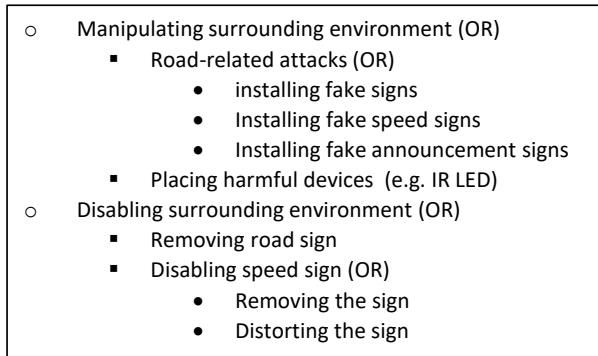 o Manipulating surrounding environment (OR)
▪ Road-related attacks (OR)
• installing fake signs
• Installing fake speed signs
• Installing fake announcement signs
▪ Placing harmful devices (e.g. IR LED)
o Disabling surrounding environment (OR)
▪ Removing road sign
▪ Disabling speed sign (OR)
• Removing the sign
• Distorting the sign